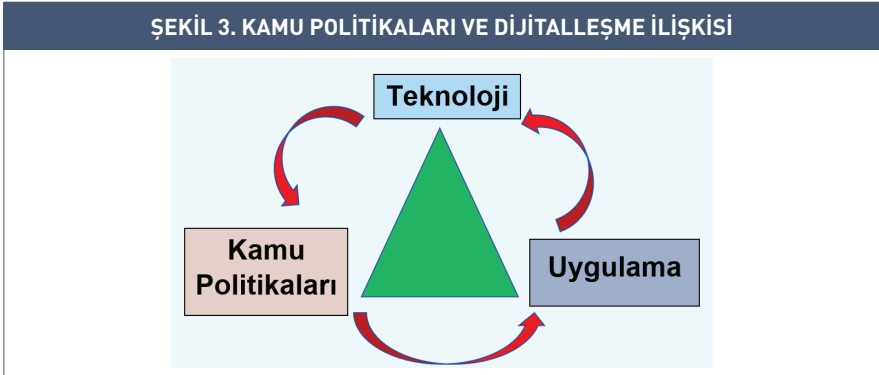 ŞEKİL 3. KAMU POLİTİKALARI VE DİJİTALLEŞME İLİŞKİSİ
Teknoloji
Kamu
Politikaları
Uygulama